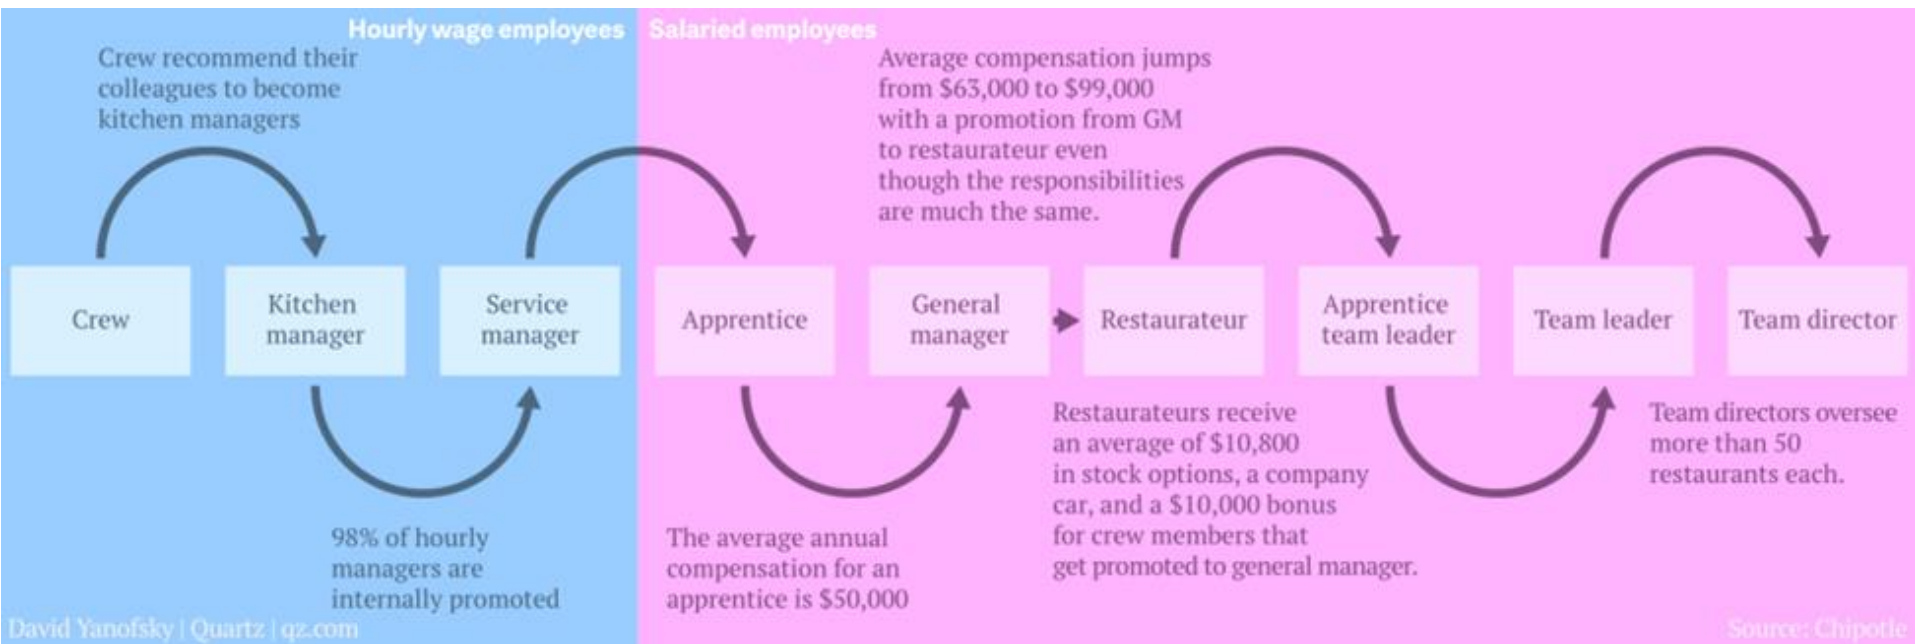 Hourly wage employees
Salaried employees
Crew recommend their
colleagues to become
kitchen managers
Average compensation jumps
from $63,000 to $99,000
with a promotion from GM
to restaurateur even
though the responsibilities
are much the same.
Crew
Kitchen
manager
Service
manager
Apprentice
General
manager
Restaurateur
Apprentice
team leader
Team leader
Team director
98% of hourly
managers are
internally promoted
The average annual
compensation for an
apprentice is $50,000
Restaurateurs receive
an average of $10,800
in stock options, a company
car, and a $10,000 bonus
for crew members that
get promoted to general manager.
Team directors oversee
more than 50
restaurants each.
David Yanofsky | Quartz | qz.com
Source: Chipotle